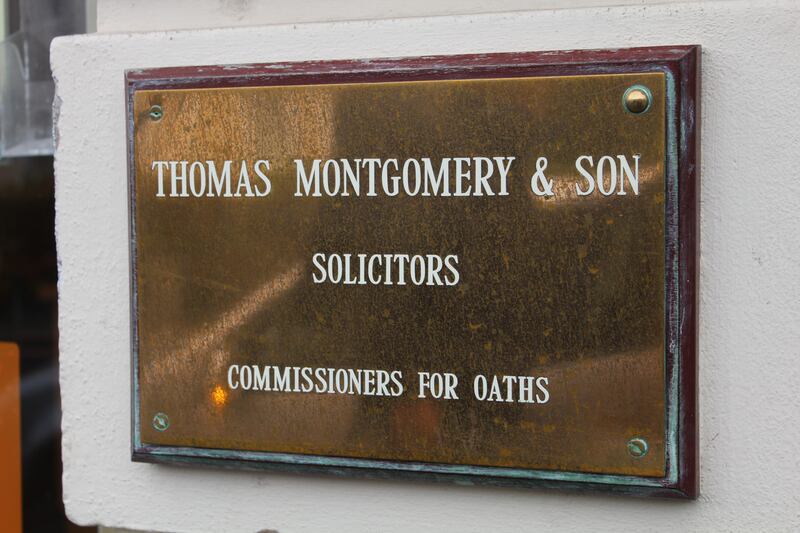 THOMAS MONTGOMERY & SON
SOLICITORS
COMMISSIONERS FOR OATHS